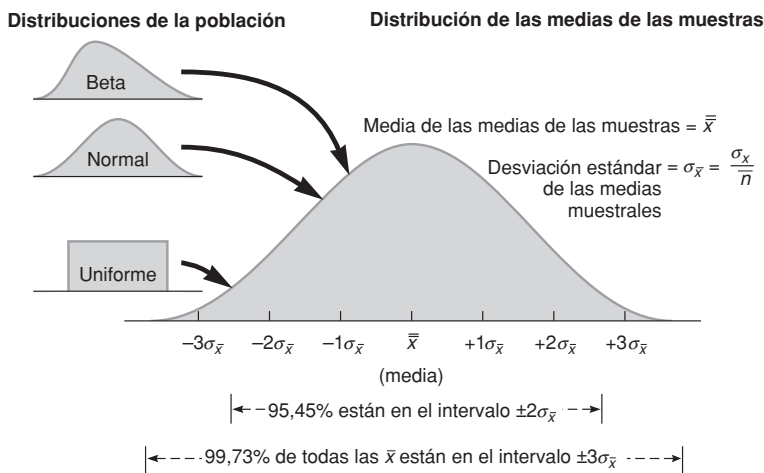 Distribuciones de la población
Distribución de las medias de las muestras
Beta
Normal
Uniforme
Media de las medias de las muestras = x̿
Desviación estándar = σx̄ = σx / n̅
de las medias
muestrales
–3σx̄ –2σx̄ –1σx̄ x̿ +1σx̄ +2σx̄ +3σx̄
(media)
95,45% están en el intervalo ±2σx̄
99,73% de todas las x̄ están en el intervalo ±3σx̄